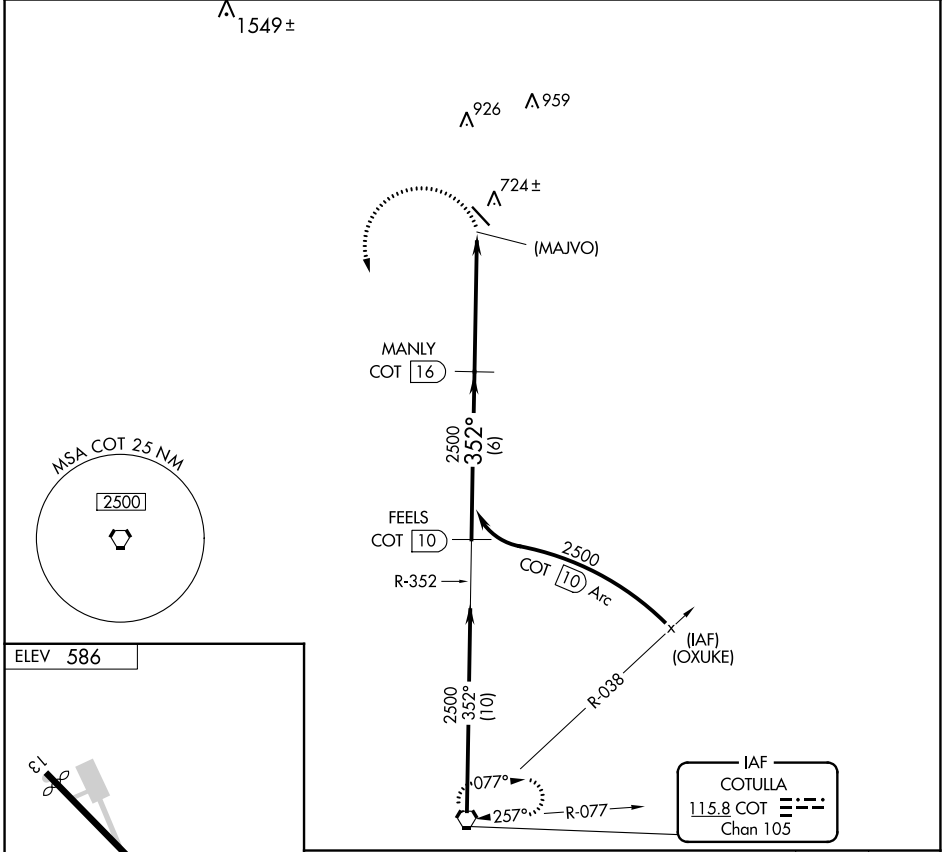 1549 ±
926
959
724 ±
(MAJVO)
MANLY
COT 16
2500
352°
(6)
MSA COT 25 NM
2500
FEELS
COT 10
2500
COT 10 Arc
R-352
(IAF)
(OXUKE)
ELEV 586
R-038
2500
352°
(10)
13
077°
257°
R-077
IAF
COTULLA
115.8 COT
Chan 105